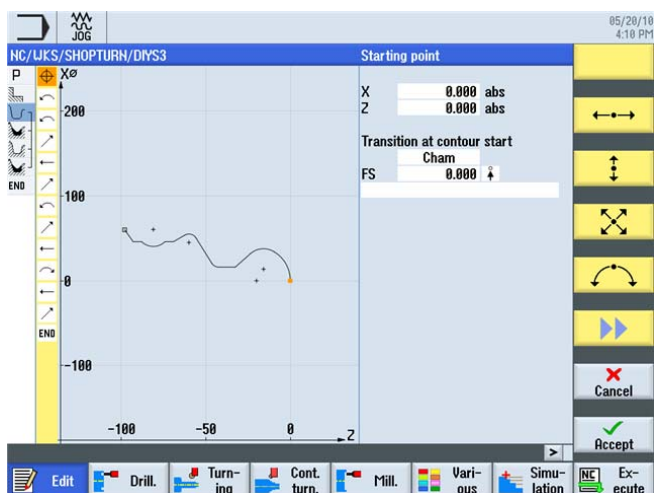 JOG
05/20/10
4:10 PM
NC/WKS/SHOPTURN/DIYS3
Starting point
P
END
XØ
200
100
0
-100
END
-100
-50
0
Z
X 0.000 abs
Z 0.000 abs
Transition at contour start
Cham
FS 0.000
Cancel
Accept
>
Edit
Drill.
Turn-
ing
Cont.
turn.
Mill.
Vari-
ous
Simu-
lation
NC
Ex-
ecute